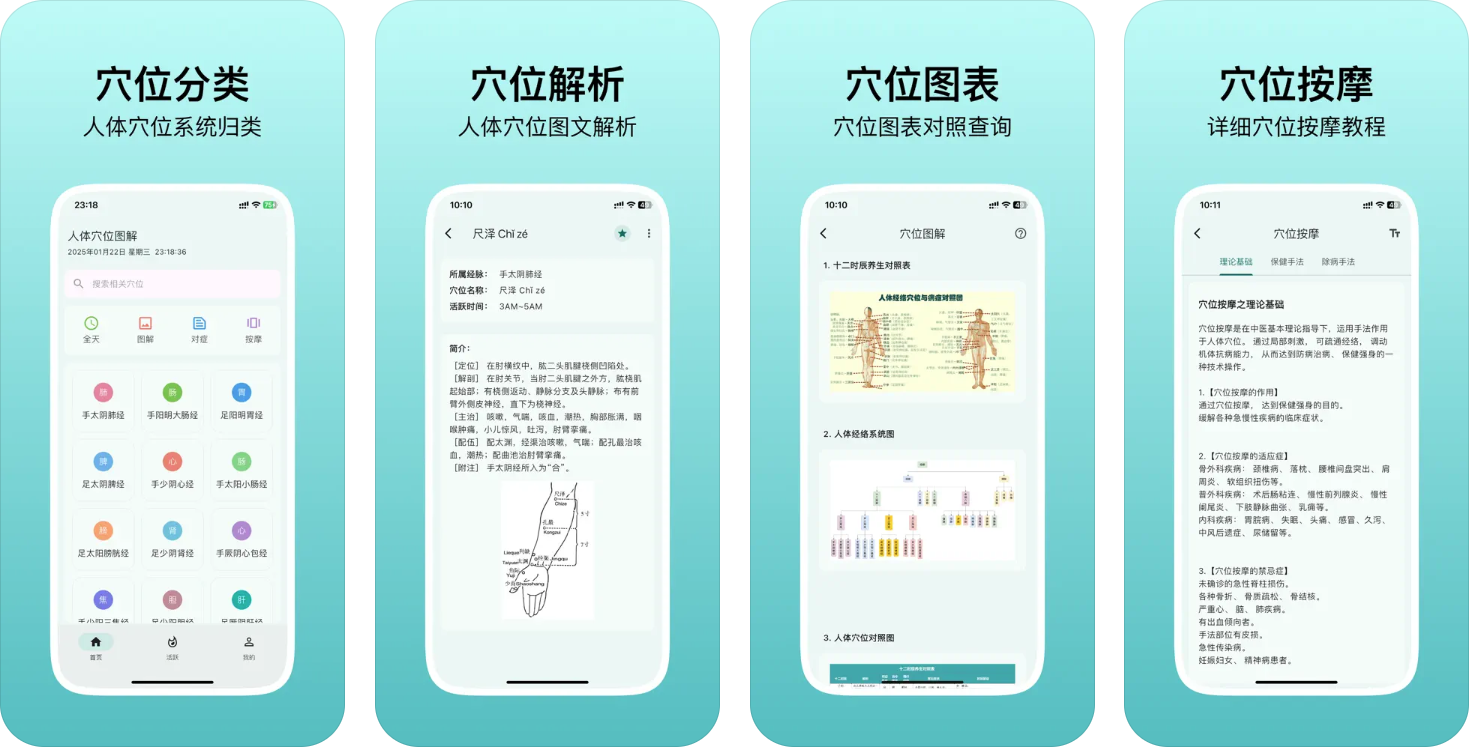 穴位分类
人体穴位系统归类
23:18
75
人体穴位图解
2025年01月22日 星期三 23:18:36
搜索相关穴位
全天
图解
对症
按摩
肺
肠
胃
手太阴肺经
手阳明大肠经
足阳明胃经
脾
心
肠
足太阴脾经
手少阴心经
手太阳小肠经
肾
心
足太阳膀胱经
足少阴肾经
手厥阴心包经
焦
胆
肝
手少阳三焦经
足少阳胆经
足厥阴肝经
首页
活跃
我的
穴位解析
人体穴位图文解析
10:10
尺泽 Chǐ zé
所属经脉： 手太阴肺经
穴位名称： 尺泽 Chǐ zé
活跃时间： 3AM~5AM
简介：
［定位］ 在肘横纹中，肱二头肌腱桡侧凹陷处。
［解剖］ 在肘关节，当肘二头肌腱之外方，肱桡肌
起始部；有桡侧返动、静脉分支及头静脉；布有前
臂外侧皮神经，直下为桡神经。
［主治］ 咳嗽，气喘，咳血，潮热，胸部胀满，咽
喉肿痛，小儿惊风，吐泻，肘臂挛痛。
［配伍］ 配太渊，经渠治咳嗽，气喘；配孔最治咳
血，潮热；配曲池治肘臂挛痛。
［附注］ 手太阴经所入为“合”。
尺泽
Chize
孔最
Kongzui
Lieque列缺
Taiyuan太渊
鱼际
Yuji
少商Shaoshang
穴位图表
穴位图表对照查询
10:10
穴位图解
1. 十二时辰养生对照表
人体经络穴位与病症对照图
2. 人体经络系统图
3. 人体穴位对照图
穴位按摩
详细穴位按摩教程
10:11
穴位按摩
TT
理论基础
保健手法
除病手法
穴位按摩之理论基础
穴位按摩是在中医基本理论指导下，运用手法作用
于人体穴位。通过局部刺激， 可疏通经络， 调动
机体抗病能力， 从而达到防病治病、 保健强身的一
种技术操作。
1.【穴位按摩的作用】
通过穴位按摩， 达到保健强身的目的。
缓解各种急慢性疾病的临床症状。
2.【穴位按摩的适应症】
骨外科疾病： 颈椎病、 落枕、 腰椎间盘突出、 肩
周炎、 软组织扭伤等。
普外科疾病： 术后肠粘连、 慢性前列腺炎、 慢性
阑尾炎、 下肢静脉曲张、 乳痛等。
内科疾病： 胃脘病、 失眠、 头痛、 感冒、久泻、
中风后遗症、 尿储留等。
3.【穴位按摩的禁忌症】
未确诊的急性脊柱损伤。
各种骨折、 骨质疏松、 骨结核。
严重心、 脑、 肺疾病。
有出血倾向者。
手法部位有皮损。
急性传染病。
妊娠妇女、 精神病患者。